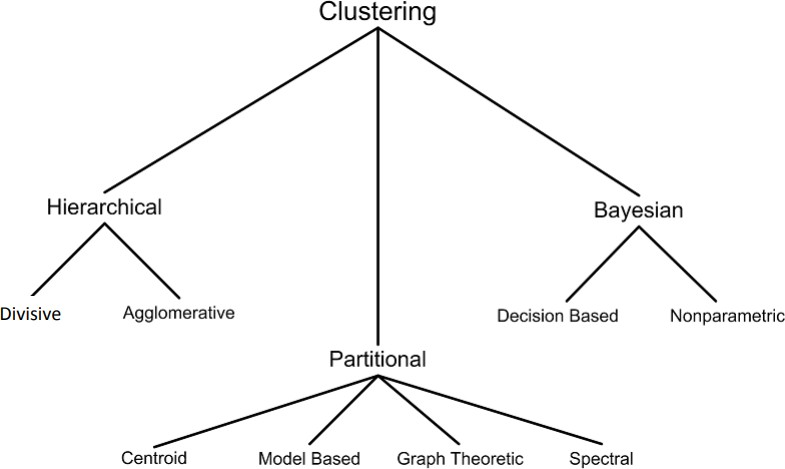 Clustering
Hierarchical
Bayesian
Divisive
Agglomerative
Decision Based
Nonparametric
Partitional
Centroid
Model Based
Graph Theoretic
Spectral